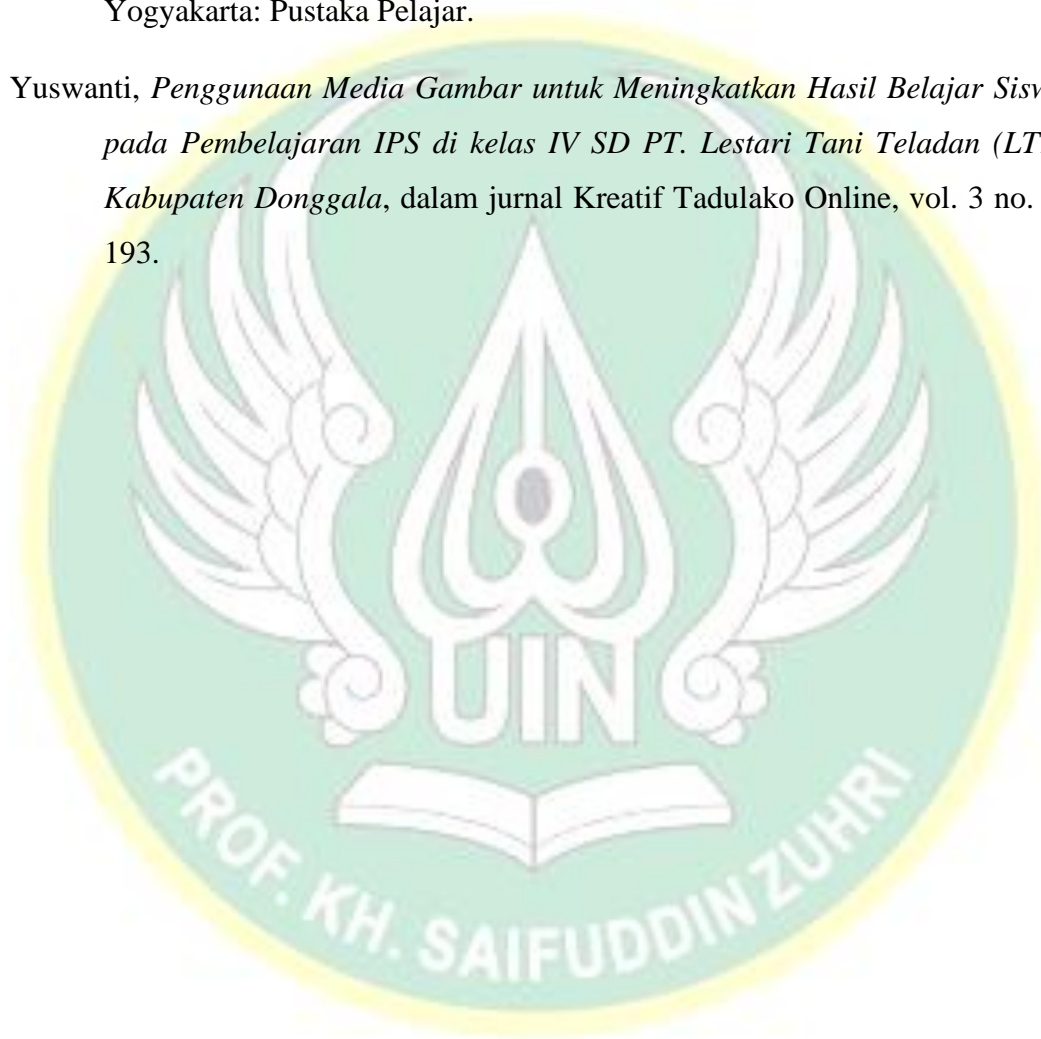 Yogyakarta: Pustaka Pelajar.
Yuswanti, Penggunaan Media Gambar untuk Meningkatkan Hasil Belajar
pada Pembelajaran IPS di kelas IV SD PT. Lestari Tani Teladan
Kabupaten Donggala, dalam jurnal Kreatif Tadulako Online, vol. 3 no.
193.
UIN
PROF. KH. SAIFUDDIN ZUHRI